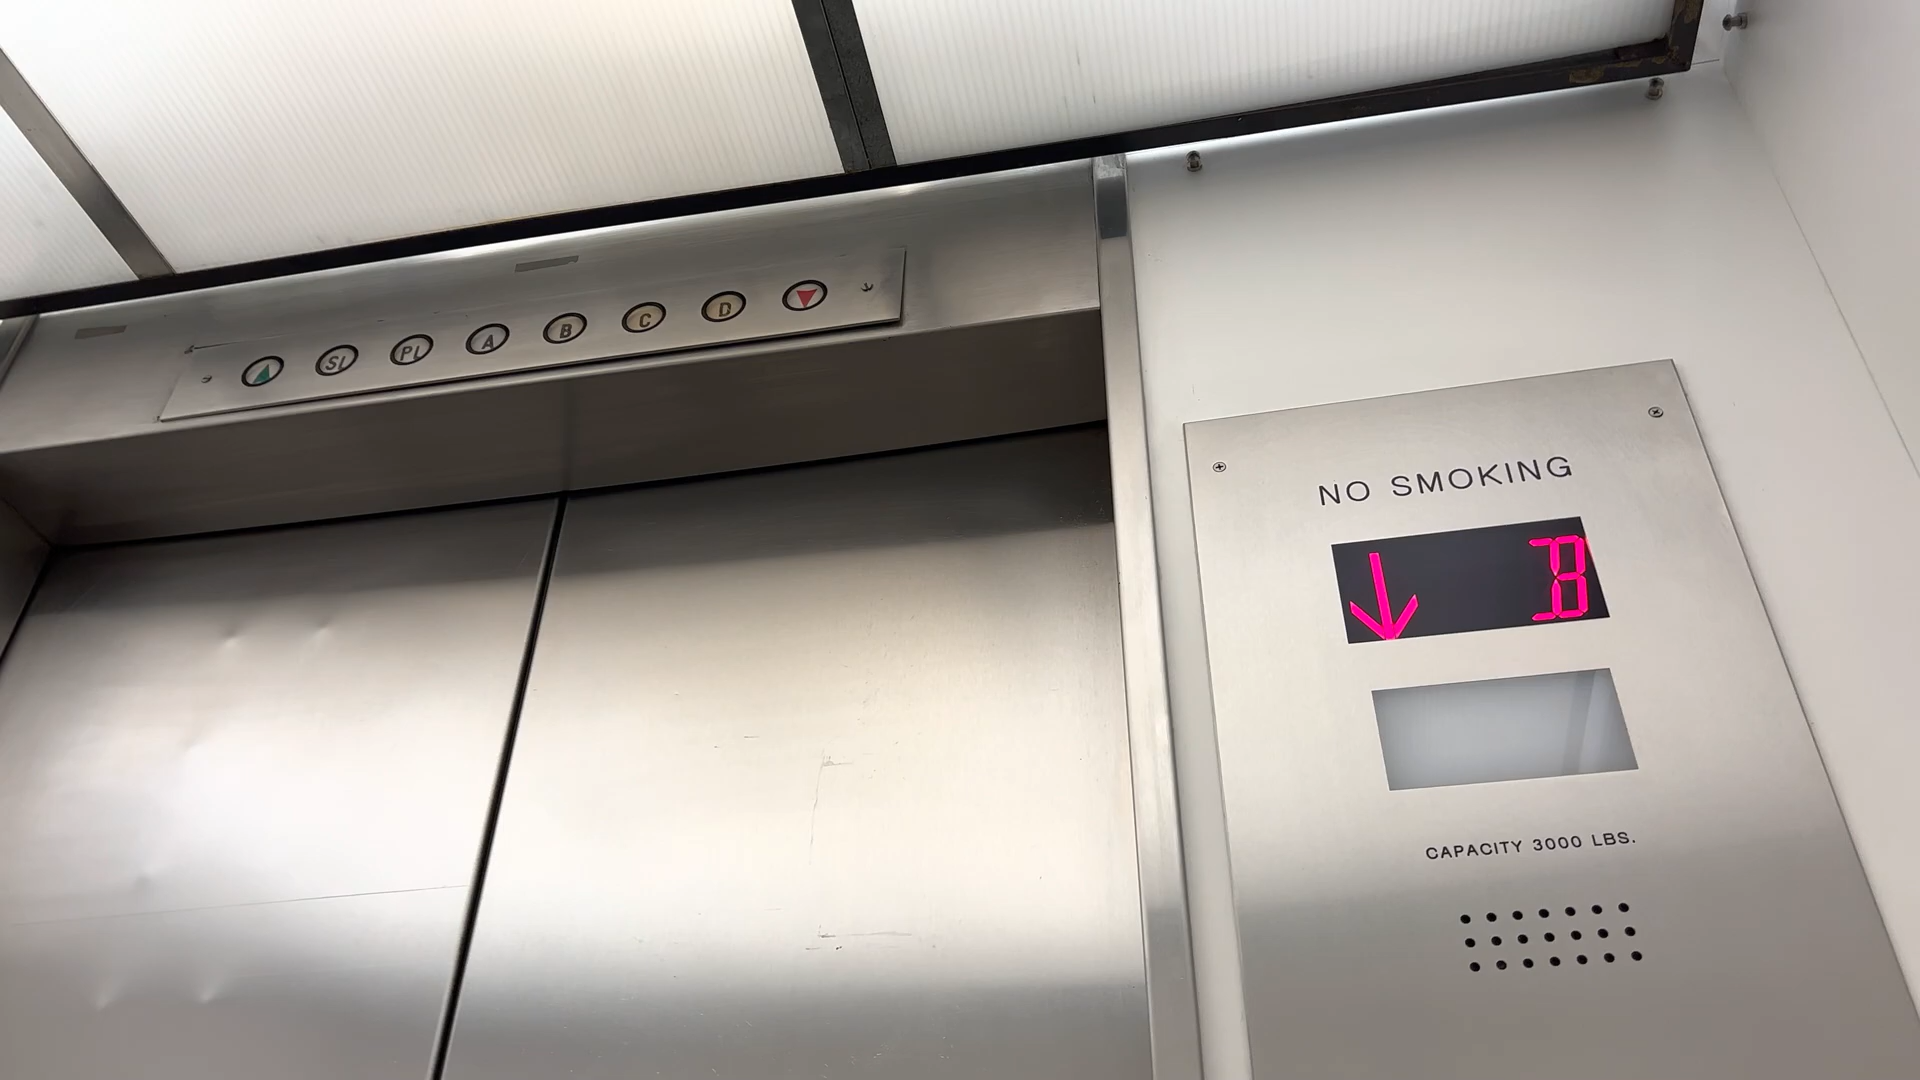 SL PL A B C D
NO SMOKING
B
CAPACITY 3000 LBS.